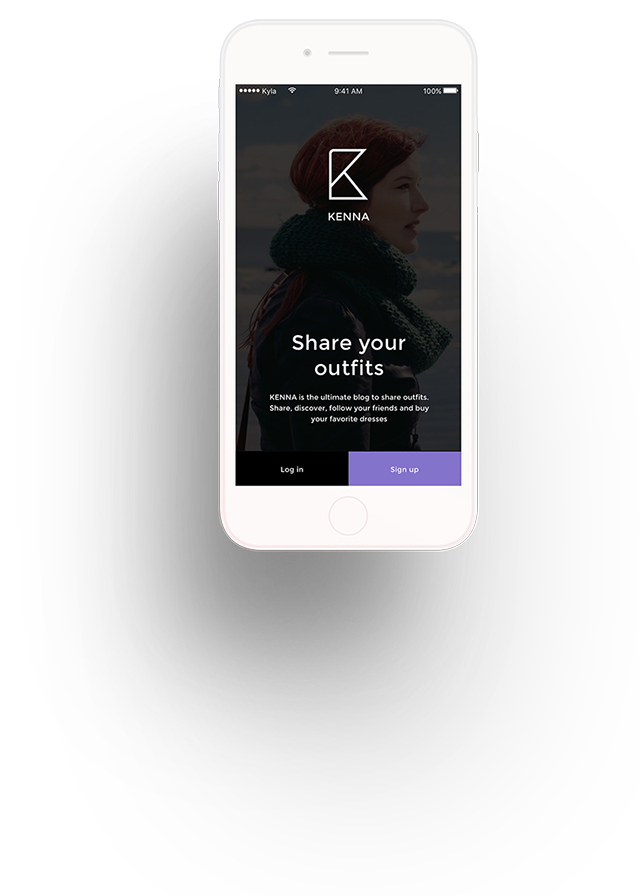 Kyla 9:41 AM 100%
KENNA
Share your
outfits
KENNA is the ultimate blog to share outfits.
Share, discover, follow your friends and buy
your favorite dresses
Log in Sign up